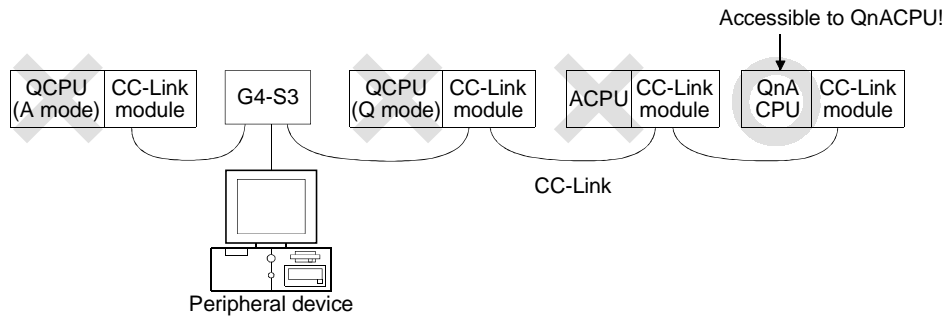 Accessible to QnACPU!
QCPU
(A mode)
CC-Link
module
G4-S3
QCPU
(Q mode)
CC-Link
module
ACPU
CC-Link
module
QnA
CPU
CC-Link
module
CC-Link
Peripheral device